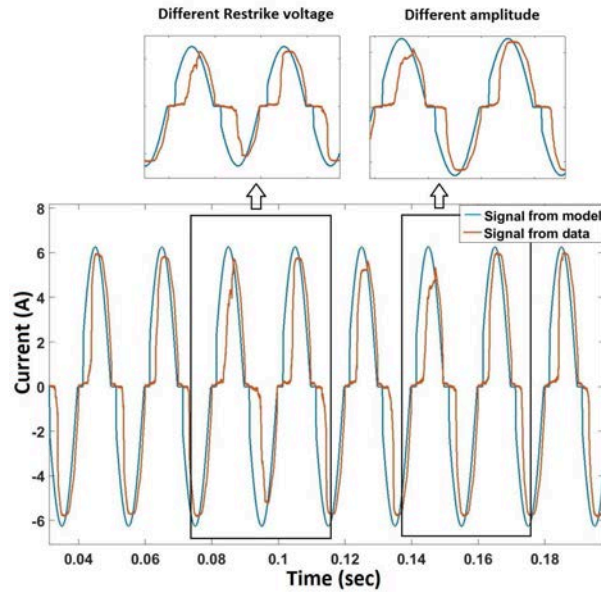 Different Restrike voltage
Different amplitude
Signal from model
Signal from data
Current (A)
8
6
4
2
0
-2
-4
-6
0.04
0.06
0.08
0.1
0.12
0.14
0.16
0.18
Time (sec)